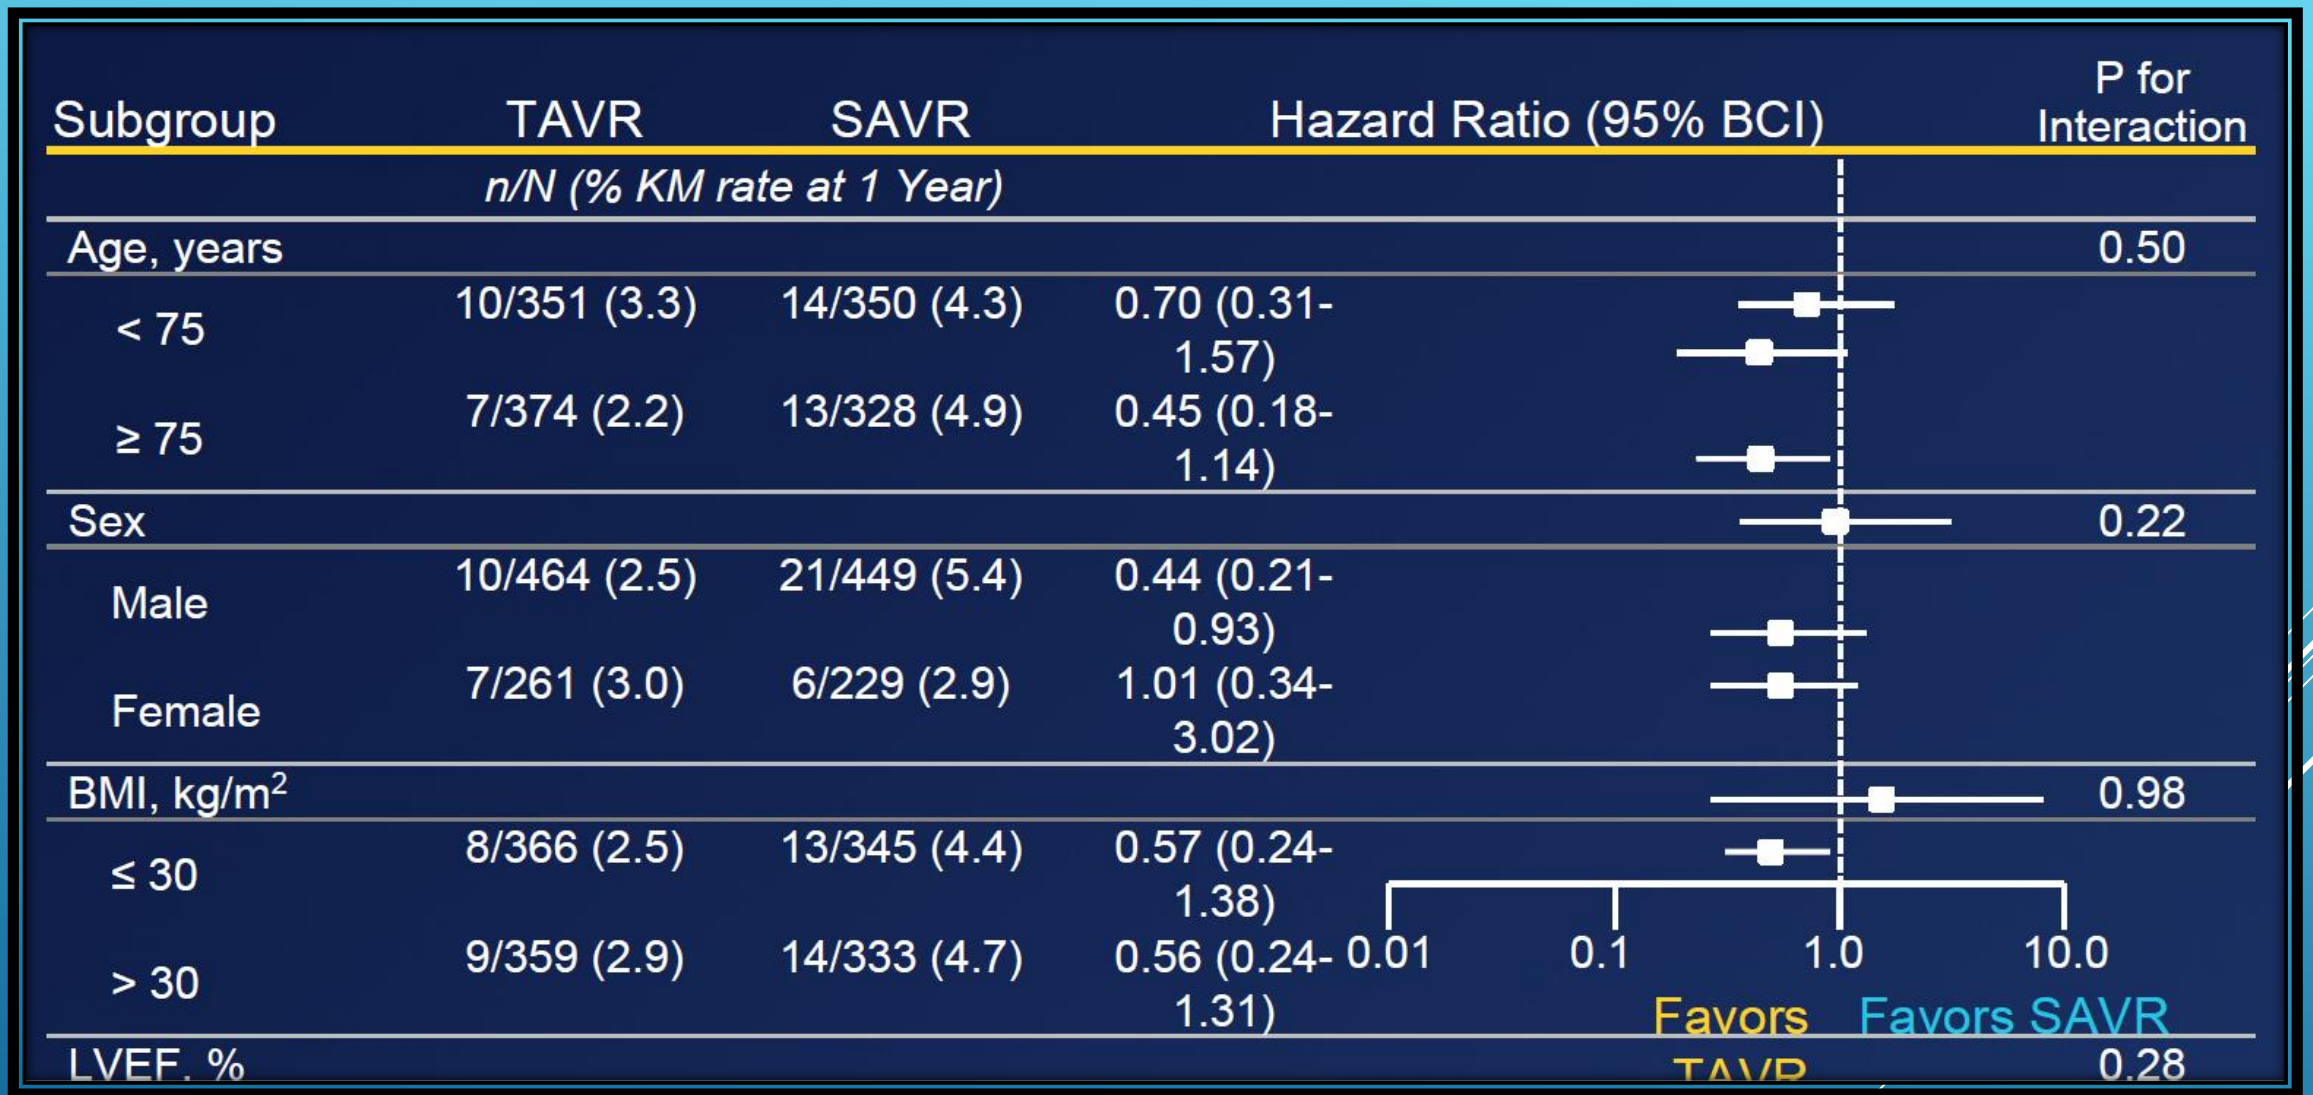 Subgroup TAVR SAVR Hazard Ratio (95% BCI) P for Interaction
n/N (% KM rate at 1 Year)
Age, years 0.50
< 75 10/351 (3.3) 14/350 (4.3) 0.70 (0.31-
1.57)
≥ 75 7/374 (2.2) 13/328 (4.9) 0.45 (0.18-
1.14)
Sex 0.22
Male 10/464 (2.5) 21/449 (5.4) 0.44 (0.21-
0.93)
Female 7/261 (3.0) 6/229 (2.9) 1.01 (0.34-
3.02)
BMI, kg/m² 0.98
≤ 30 8/366 (2.5) 13/345 (4.4) 0.57 (0.24-
1.38)
> 30 9/359 (2.9) 14/333 (4.7) 0.56 (0.24-
1.31)
0.01 0.1 1.0 10.0
Favors Favors SAVR
TAVR
LVEF, % 0.28